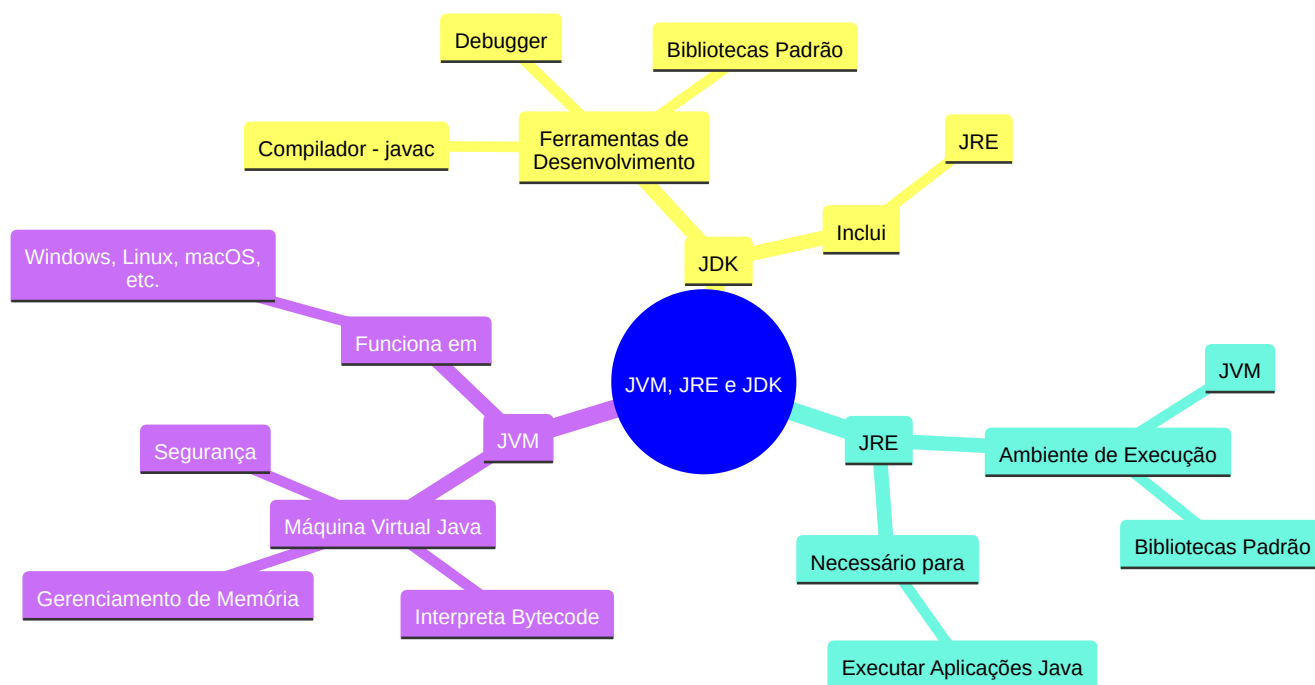 Debugger
Bibliotecas Padrão
Compilador - javac
Ferramentas de
Desenvolvimento
JRE
Inclui
JDK
Windows, Linux, macOS,
etc.
Funciona em
JVM, JRE e JDK
JVM
JVM
JRE
Ambiente de Execução
Segurança
Máquina Virtual Java
Bibliotecas Padrão
Necessário para
Gerenciamento de Memória
Interpreta Bytecode
Executar Aplicações Java